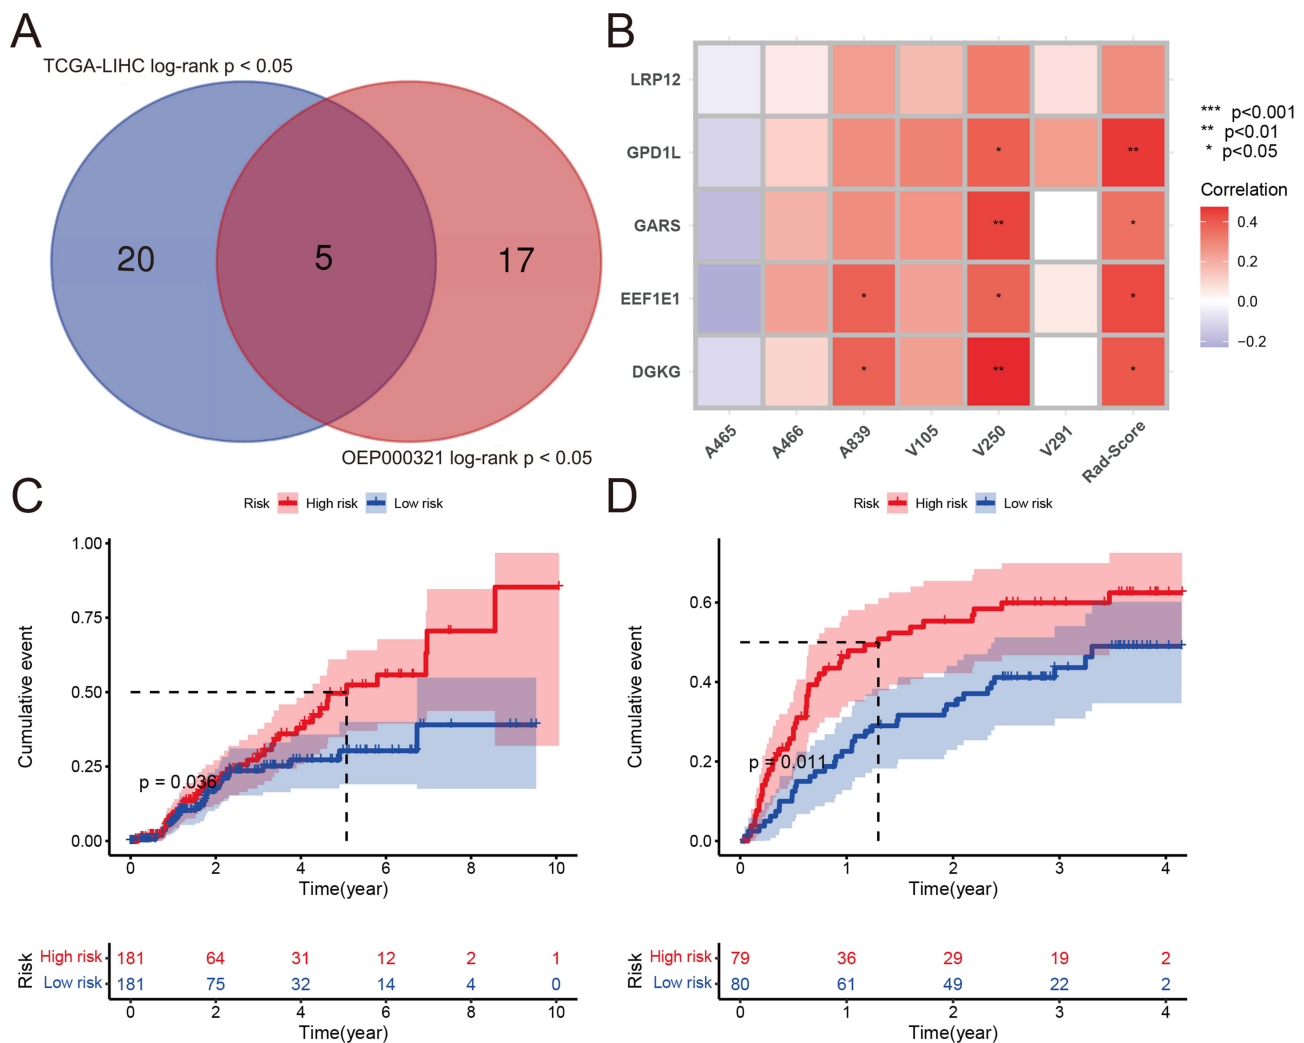 A
TCGA-LIHC log-rank p < 0.05
20
5
17
OEP000321 log-rank p < 0.05
B
LRP12
GPD1L
*
**
GARS
**
*
EEF1E1
*
*
*
DGKG
*
**
*
A465
A466
A839
V105
V250
V291
Rad-Score
*** p<0.001
** p<0.01
* p<0.05
Correlation
0.4
0.2
0.0
−0.2
C
Risk High risk Low risk
Cumulative event
1.00
0.75
0.50
0.25
0.00
p = 0.036
0 2 4 6 8 10
Time(year)
Risk
High risk 181 64 31 12 2 1
Low risk 181 75 32 14 4 0
0 2 4 6 8 10
Time(year)
D
Risk High risk Low risk
Cumulative event
0.6
0.4
0.2
0.0
p = 0.011
0 1 2 3 4
Time(year)
Risk
High risk 79 36 29 19 2
Low risk 80 61 49 22 2
0 1 2 3 4
Time(year)